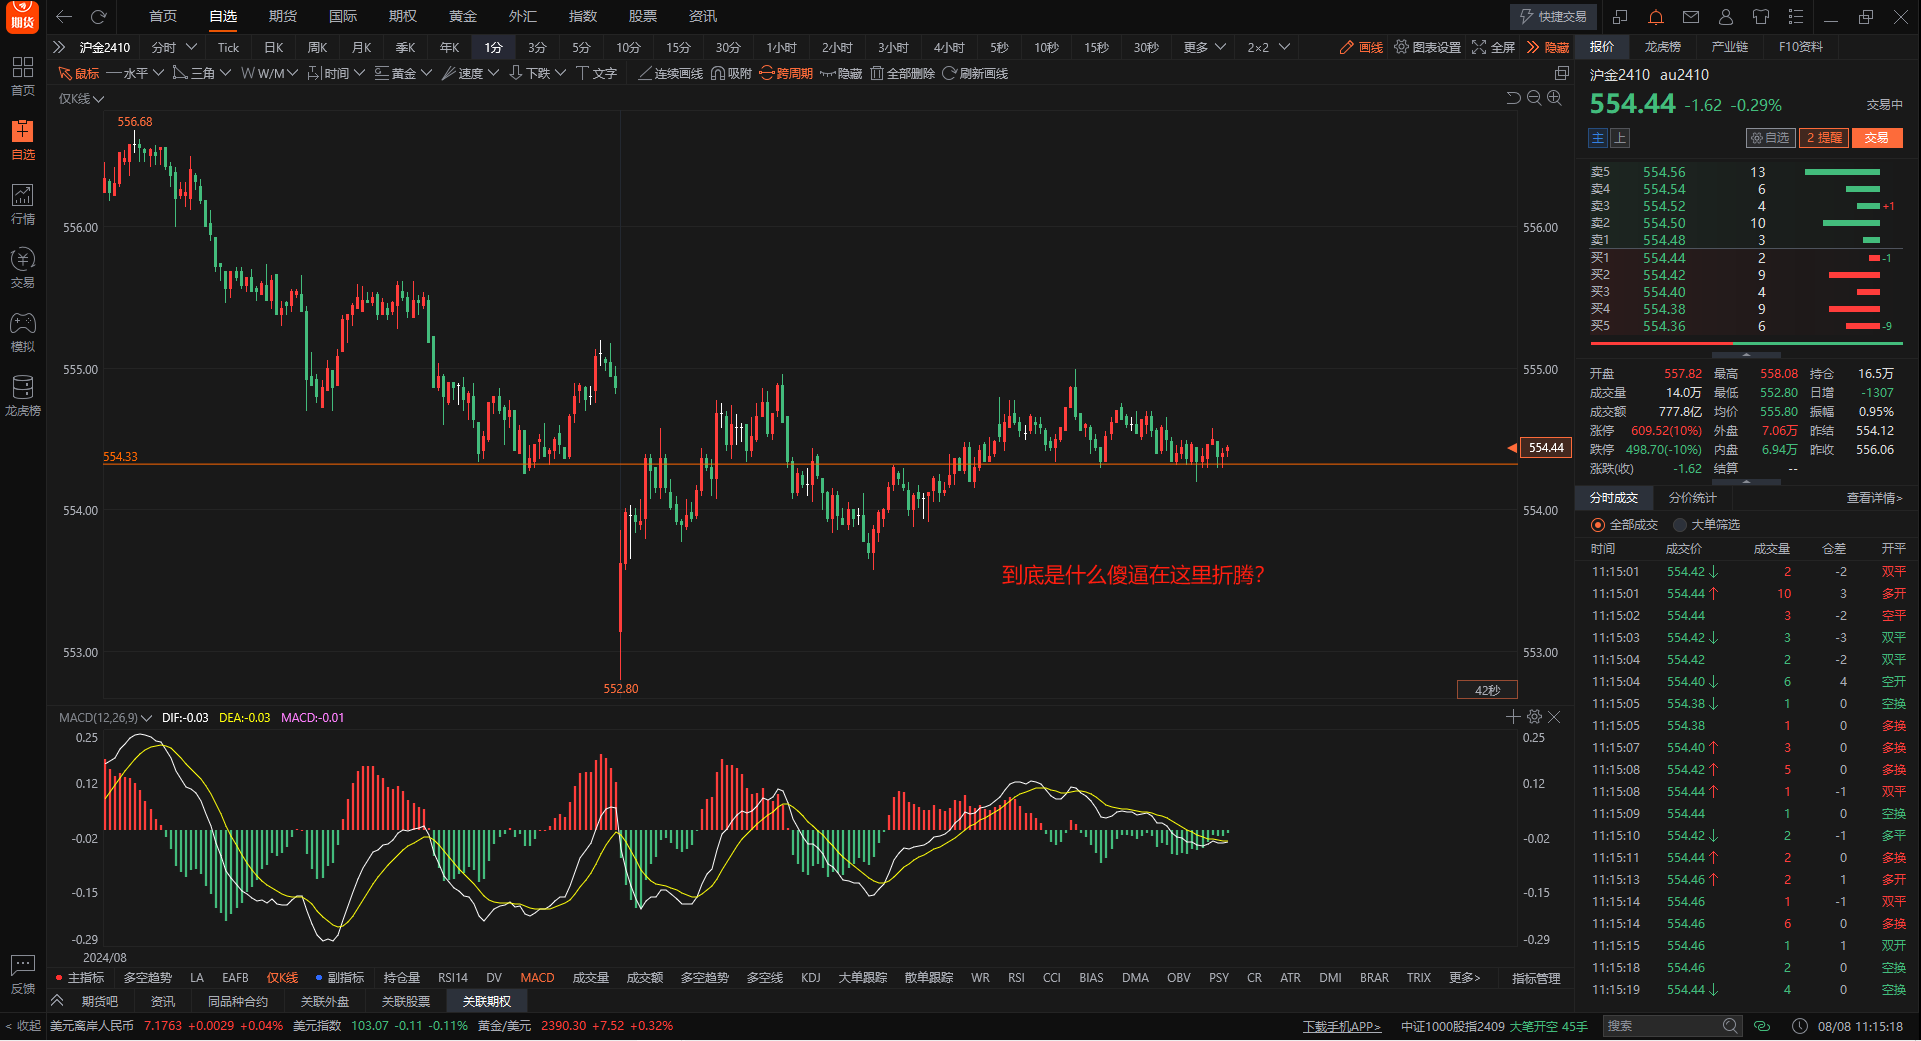 期货
首页 自选 期货 国际 期权 黄金 外汇 指数 股票 资讯 快捷交易
沪金2410 分时 Tick 日K 周K 月K 季K 年K 1分 3分 5分 10分 15分 30分 1小时 2小时 3小时 4小时 5秒 10秒 15秒 30秒 更多 2×2 画线 图表设置 全屏 隐藏
鼠标 水平 三角 W/M 时间 黄金 速度 下跌 文字 连续画线 吸附 跨周期 隐藏 全部删除 刷新画线
仅K线
首页
自选
行情
交易
模拟
龙虎榜
反馈
556.68
556.00 556.00
555.00 555.00
554.33 554.44
554.00 554.00
到底是什么傻逼在这里折腾?
553.00 553.00
552.80
42秒
MACD(12,26,9) DIF:-0.03 DEA:-0.03 MACD:-0.01
0.25 0.25
0.12 0.12
-0.02 -0.02
-0.15 -0.15
-0.29 -0.29
2024/08
主指标 多空趋势 LA EAFB 仅K线 副指标 持仓量 RSI14 DV MACD 成交量 成交额 多空趋势 多空线 KDJ 大单跟踪 散单跟踪 WR RSI CCI BIAS DMA OBV PSY CR ATR DMI BRAR TRIX 更多> 指标管理
期货吧 资讯 同品种合约 关联外盘 关联股票 关联期权
报价 龙虎榜 产业链 F10资料
沪金2410 au2410
554.44 -1.62 -0.29% 交易中
主 上 自选 2 提醒 交易
卖5 554.56 13
卖4 554.54 6
卖3 554.52 4 +1
卖2 554.50 10
卖1 554.48 3
买1 554.44 2 -1
买2 554.42 9
买3 554.40 4
买4 554.38 9
买5 554.36 6 -9
开盘 557.82 最高 558.08 持仓 16.5万
成交量 14.0万 最低 552.80 日增 -1307
成交额 777.8亿 均价 555.80 振幅 0.95%
涨停 609.52(10%) 外盘 7.06万 昨结 554.12
跌停 498.70(-10%) 内盘 6.94万 昨收 556.06
涨跌(收) -1.62 结算 --
分时成交 分价统计 查看详情>
全部成交 大单筛选
时间 成交价 成交量 仓差 开平
11:15:01 554.42↓ 2 -2 双平
11:15:01 554.44↑ 10 3 多开
11:15:02 554.44 3 -2 空平
11:15:03 554.42↓ 3 -3 双平
11:15:04 554.42 2 -2 双平
11:15:04 554.40↓ 6 4 空开
11:15:05 554.38↓ 1 0 空换
11:15:05 554.38 1 0 多换
11:15:07 554.40↑ 3 0 多换
11:15:08 554.42↑ 5 0 多换
11:15:08 554.44↑ 1 -1 双平
11:15:09 554.44 1 0 空换
11:15:10 554.42↓ 2 -1 多平
11:15:11 554.44↑ 2 0 多换
11:15:13 554.46↑ 2 1 多开
11:15:14 554.46 1 -1 双平
11:15:14 554.46 6 0 多换
11:15:15 554.46 1 1 双开
11:15:18 554.46 2 0 空换
11:15:19 554.44↓ 4 0 空换
< 收起 美元离岸人民币 7.1763 +0.0029 +0.04% 美元指数 103.07 -0.11 -0.11% 黄金/美元 2390.30 +7.52 +0.32% 下载手机APP> 中证1000股指2409 大笔开空 45手 搜索 08/08 11:15:18